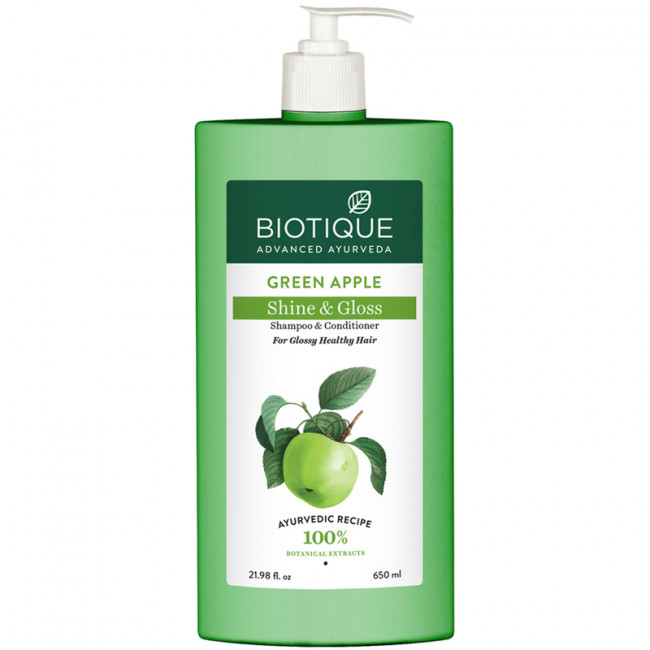 BIOTIQUE
ADVANCED AYURVEDA
GREEN APPLE
Shine & Gloss
Shampoo & Conditioner
For Glossy Healthy Hair
AYURVEDIC RECIPE
100%
BOTANICAL EXTRACTS
21.98 fl. oz 650 ml